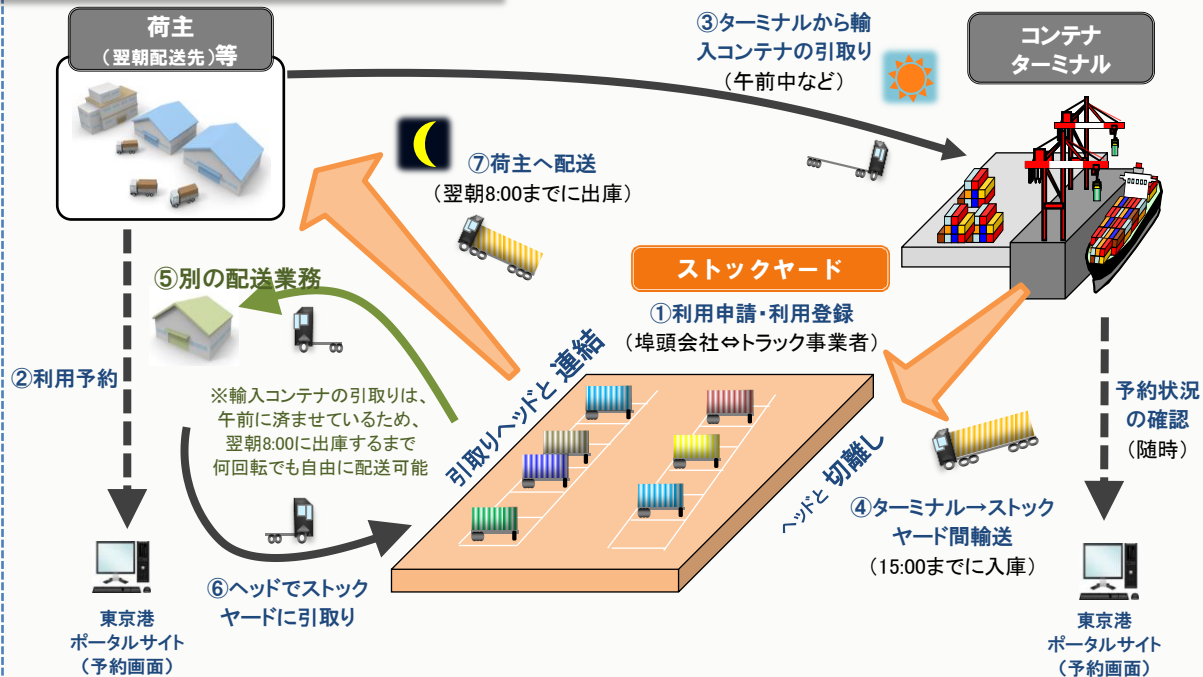 荷主
（翌朝配送先）等
③ターミナルから輸
入コンテナの引取り
（午前中など）
コンテナ
ターミナル
⑦荷主へ配送
（翌朝8:00までに出庫）
ストックヤード
①利用申請・利用登録
（埠頭会社⇔トラック事業者）
⑤別の配送業務
②利用予約
※輸入コンテナの引取りは、
午前に済ませているため、
翌朝8:00に出庫するまで
何回転でも自由に配送可能
引取りヘッドと 連結
ヘッドと 切離し
予約状況
の確認
（随時）
④ターミナル→ストック
ヤード間輸送
（15:00までに入庫）
⑥ヘッドでストック
ヤードに引取り
東京港
ポータルサイト
（予約画面）
東京港
ポータルサイト
（予約画面）